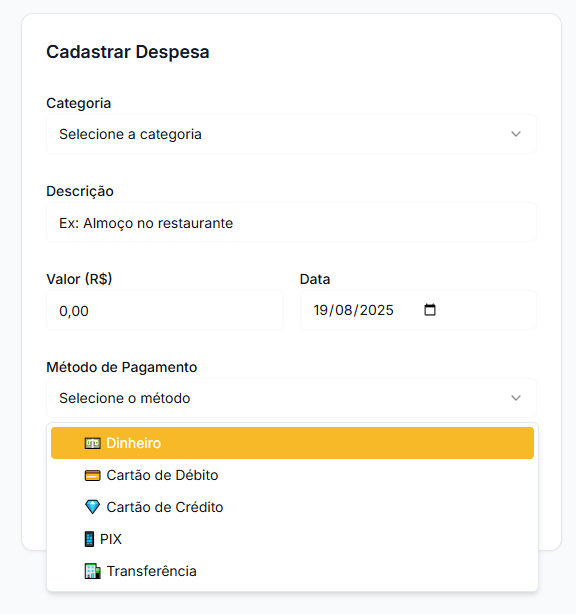 Cadastrar Despesa
Categoria
Selecione a categoria
Descrição
Ex: Almoço no restaurante
Valor (R$)
Data
0,00
19/08/2025
Método de Pagamento
Selecione o método
Dinheiro
Cartão de Débito
Cartão de Crédito
PIX
Transferência